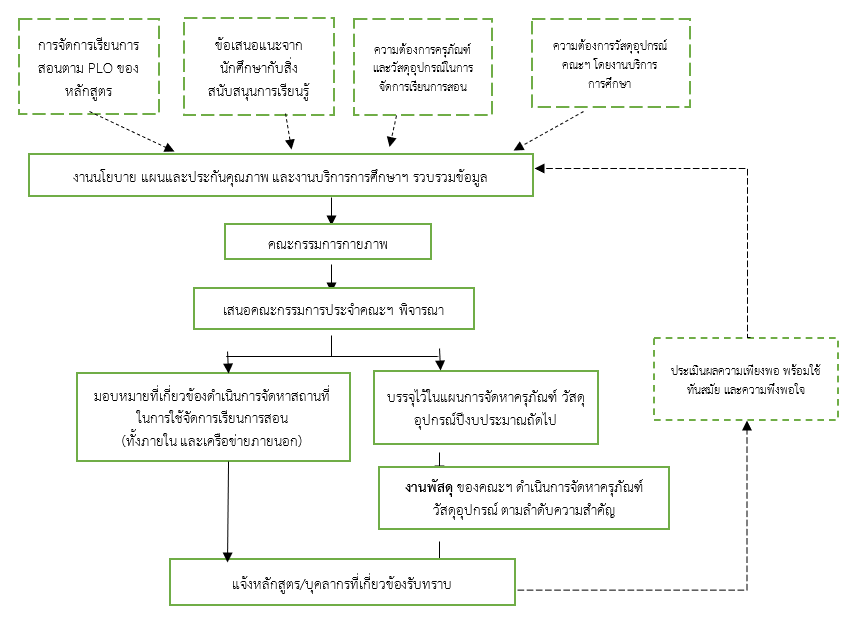 การจัดการเรียนการ
สอนตาม PLO ของ
หลักสูตร
ข้อเสนอแนะจาก
นักศึกษากับสิ่ง
สนับสนุนการเรียนรู้
ความต้องการครุภัณฑ์
และวัสดุอุปกรณ์ในการ
จัดการเรียนการสอน
ความต้องการวัสดุอุปกรณ์
คณะฯ โดยงานบริการ
การศึกษา
งานนโยบาย แผนและประกันคุณภาพ และงานบริการการศึกษาฯ รวบรวมข้อมูล
คณะกรรมการกายภาพ
เสนอคณะกรรมการประจำคณะฯ พิจารณา
มอบหมายที่เกี่ยวข้องดำเนินการจัดหาสถานที่
ในการใช้จัดการเรียนการสอน
(ทั้งภายใน และเครือข่ายภายนอก)
บรรจุไว้ในแผนการจัดหาครุภัณฑ์ วัสดุ
อุปกรณ์ปีงบประมาณถัดไป
ประเมินผลความเพียงพอ พร้อมใช้
ทันสมัย และความพึงพอใจ
งานพัสดุ ของคณะฯ ดำเนินการจัดหาครุภัณฑ์
วัสดุอุปกรณ์ ตามลำดับความสำคัญ
แจ้งหลักสูตร/บุคลากรที่เกี่ยวข้องรับทราบ